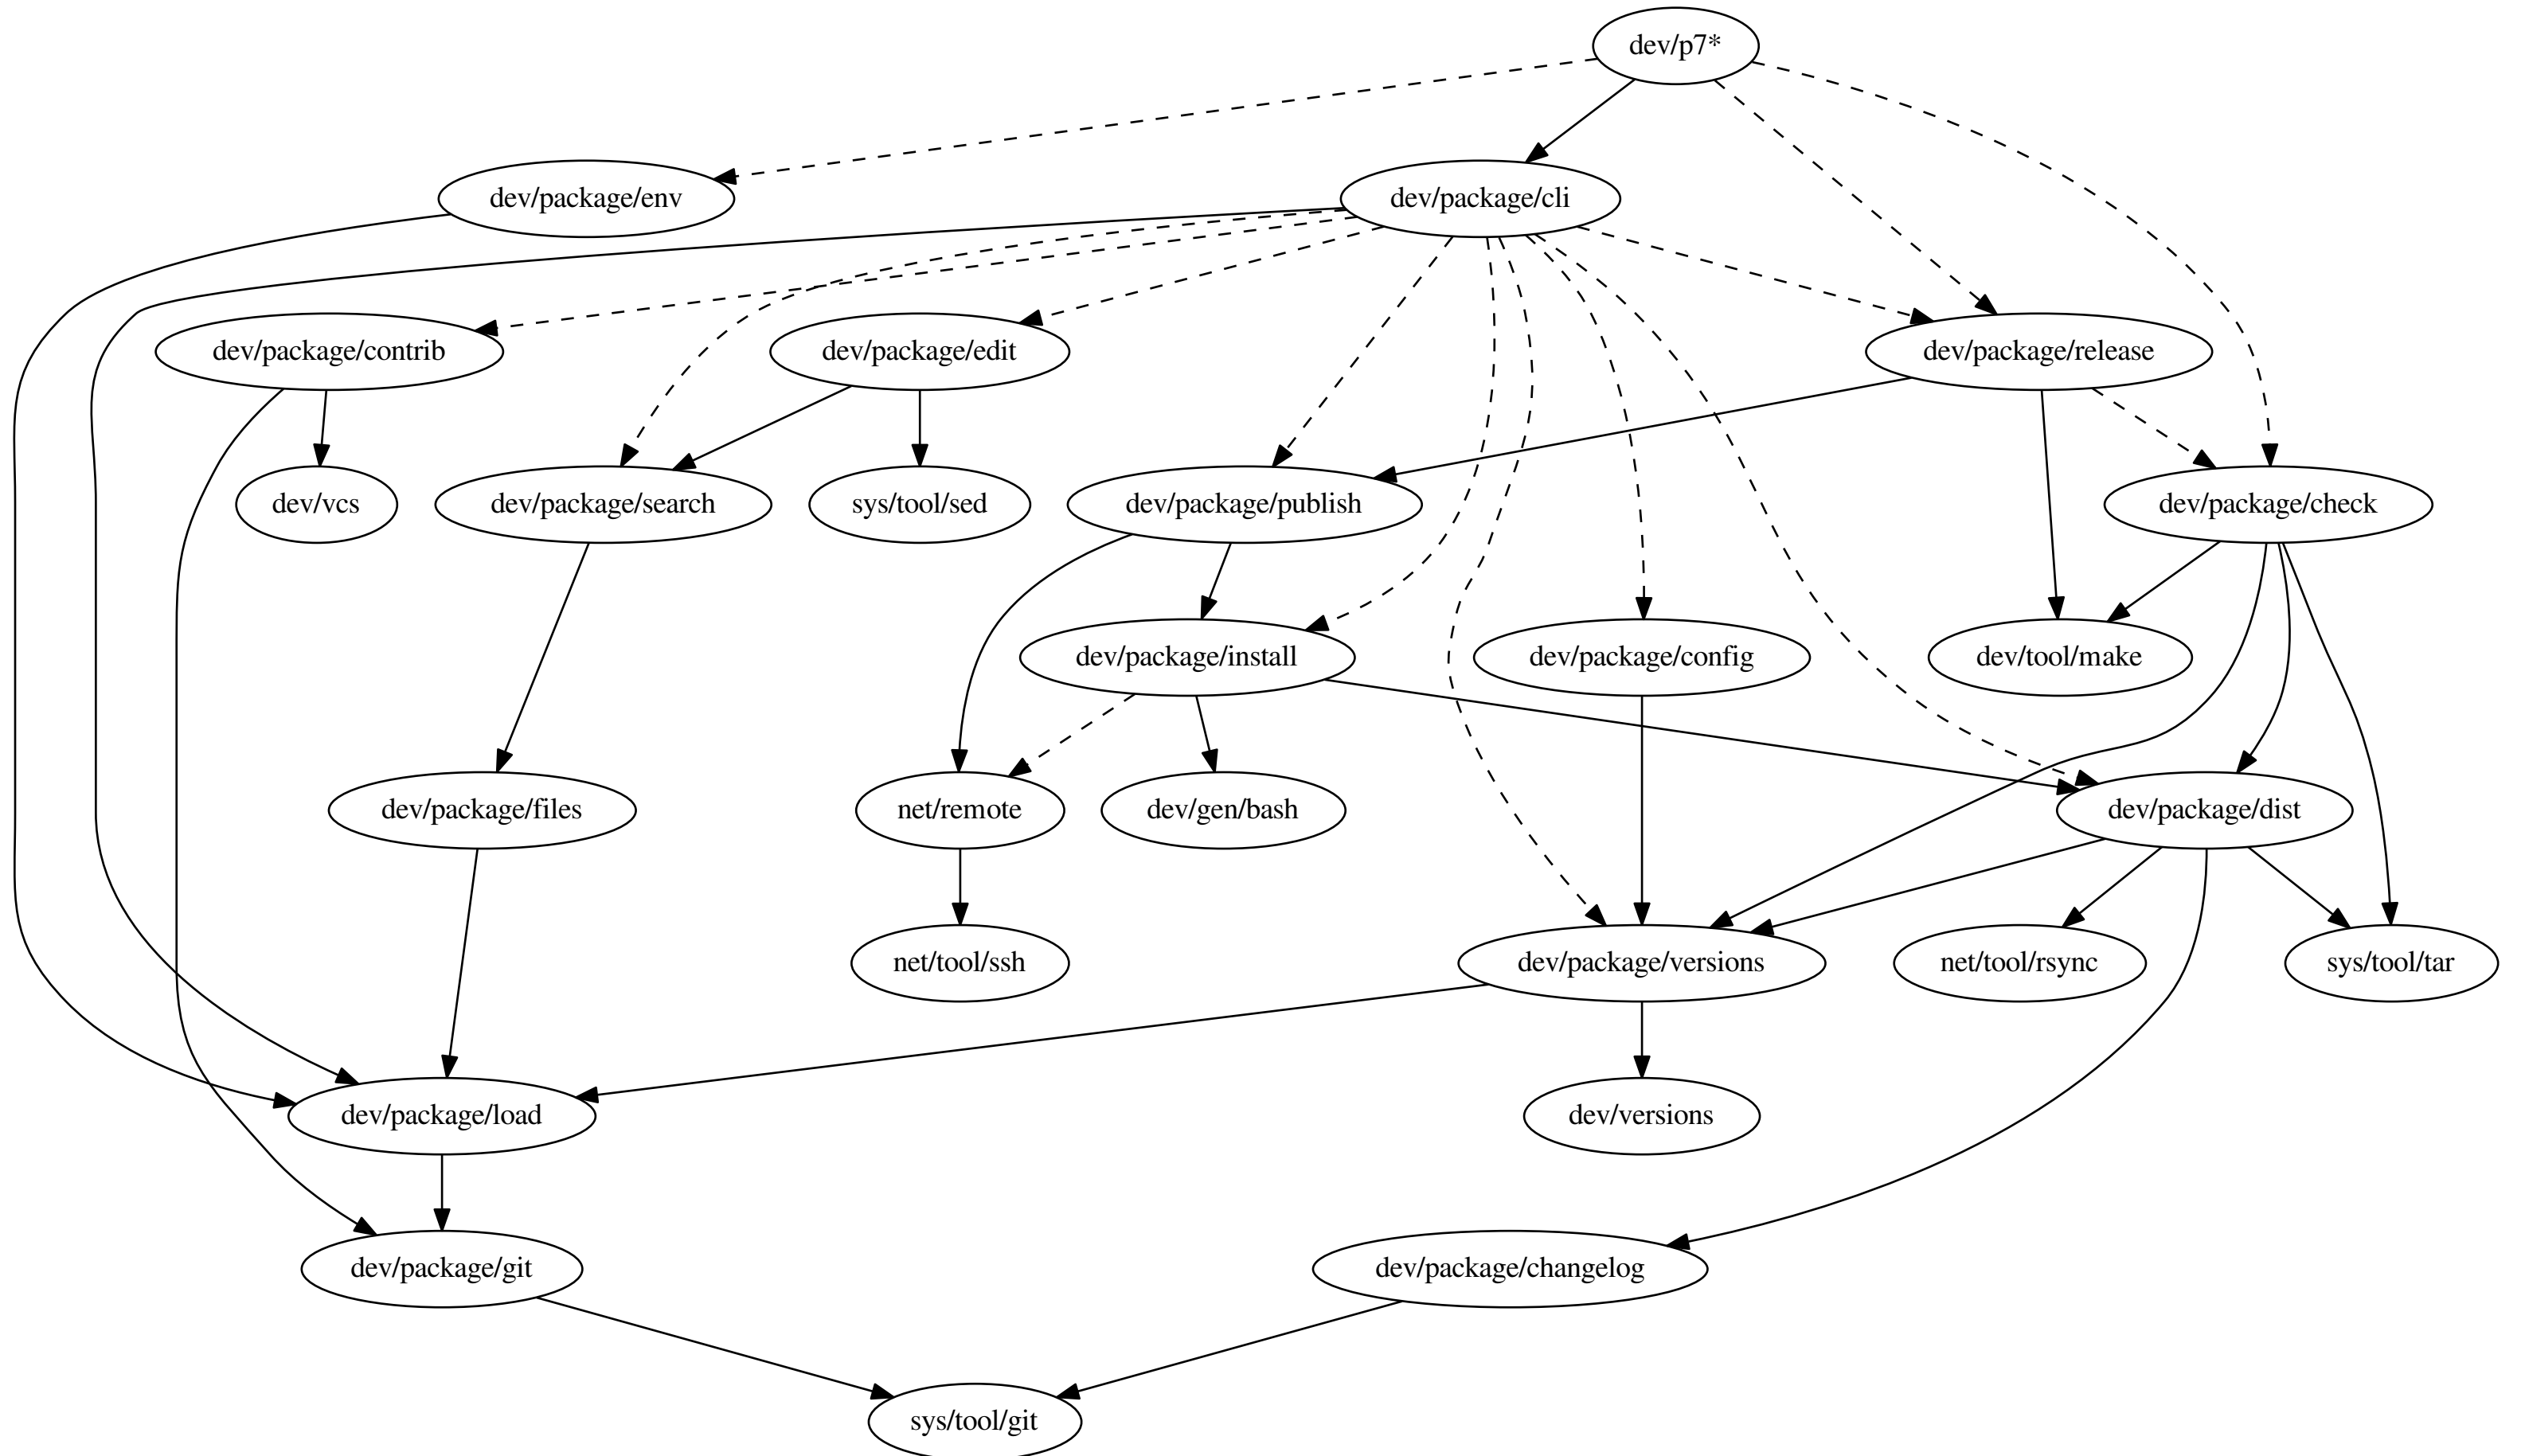 dev/p7*
dev/package/env
dev/package/cli
dev/package/contrib
dev/package/edit
dev/package/release
dev/vcs
dev/package/search
sys/tool/sed
dev/package/publish
dev/package/check
dev/package/install
dev/package/config
dev/tool/make
dev/package/files
net/remote
dev/gen/bash
dev/package/dist
net/tool/ssh
dev/package/versions
net/tool/rsync
sys/tool/tar
dev/package/load
dev/versions
dev/package/git
dev/package/changelog
sys/tool/git